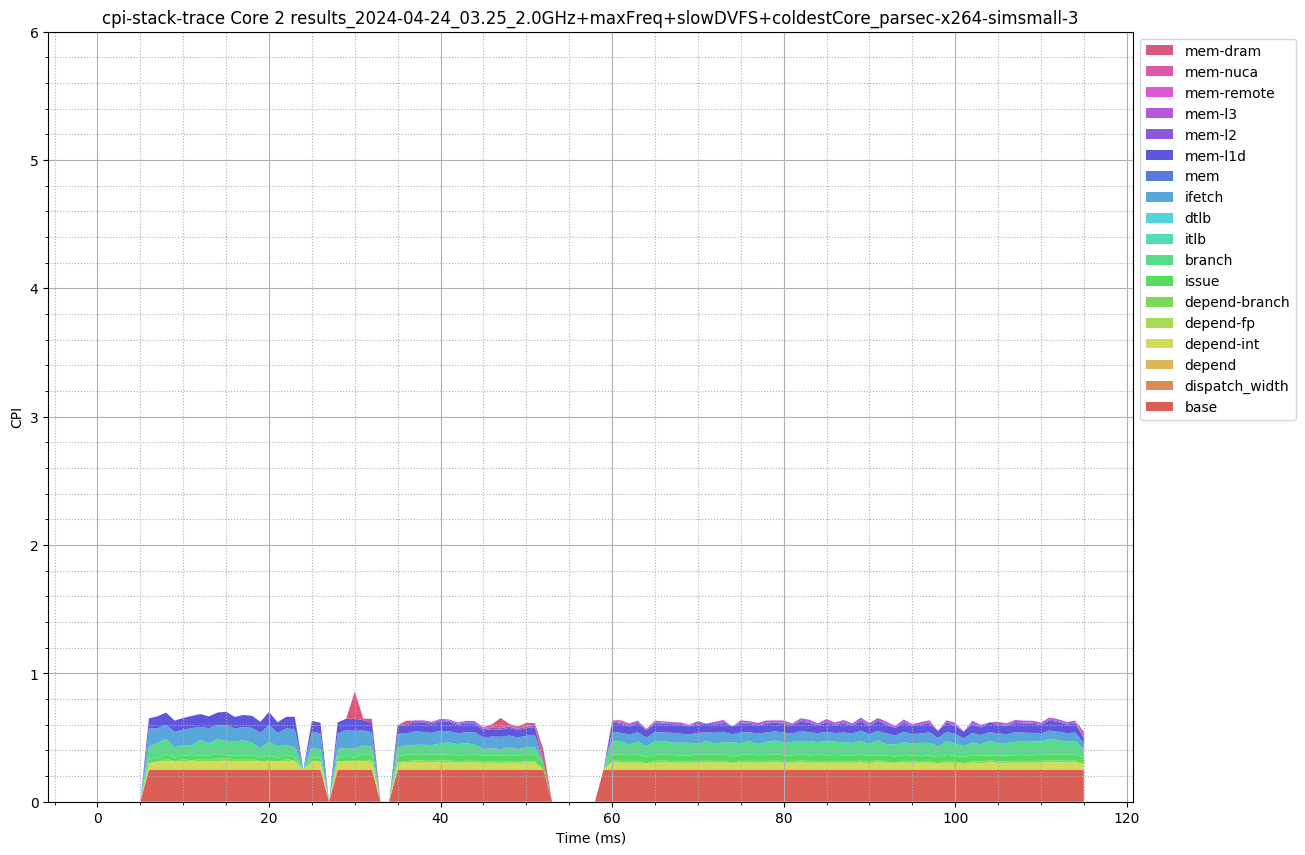 cpi-stack-trace Core 2 results_2024-04-24_03.25_2.0GHz+maxFreq+slowDVFS+coldestCore_parsec-x264-simsmall-3
6
5
4
3
2
1
0
CPI
0 20 40 60 80 100 120
Time (ms)
mem-dram
mem-nuca
mem-remote
mem-l3
mem-l2
mem-l1d
mem
ifetch
dtlb
itlb
branch
issue
depend-branch
depend-fp
depend-int
depend
dispatch_width
base